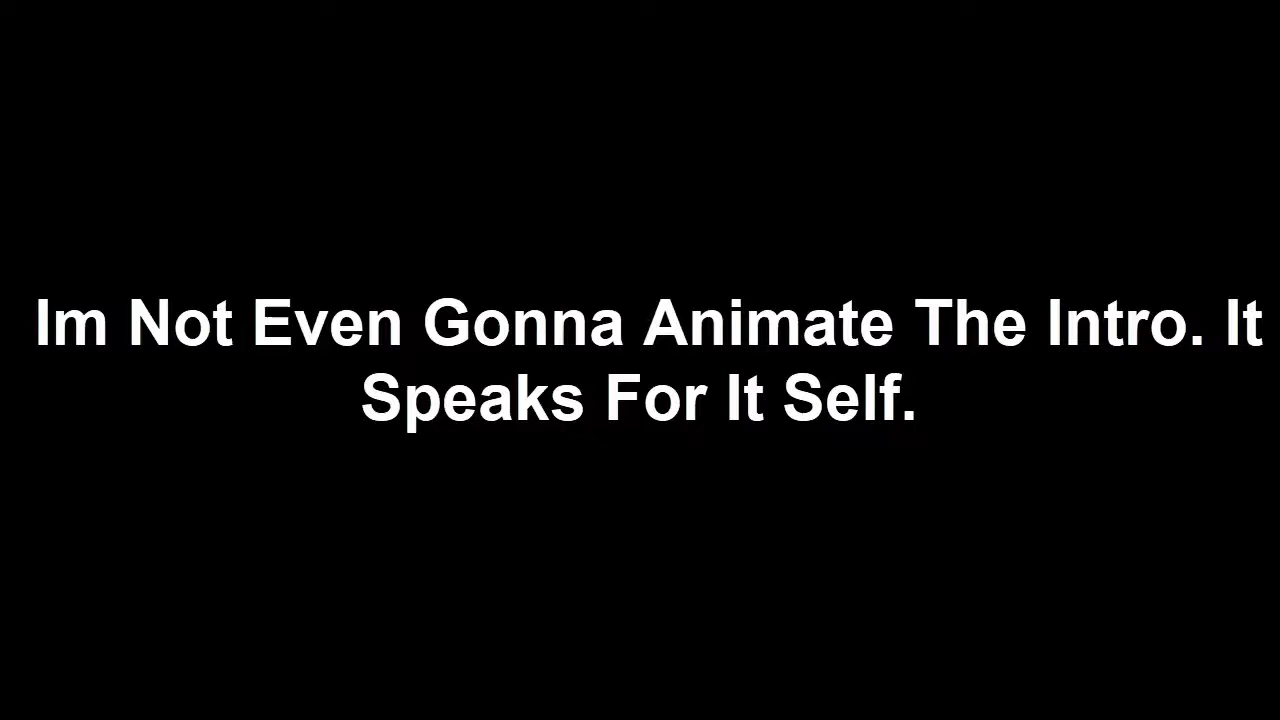 Im Not Even Gonna Animate The Intro. It
Speaks For It Self.